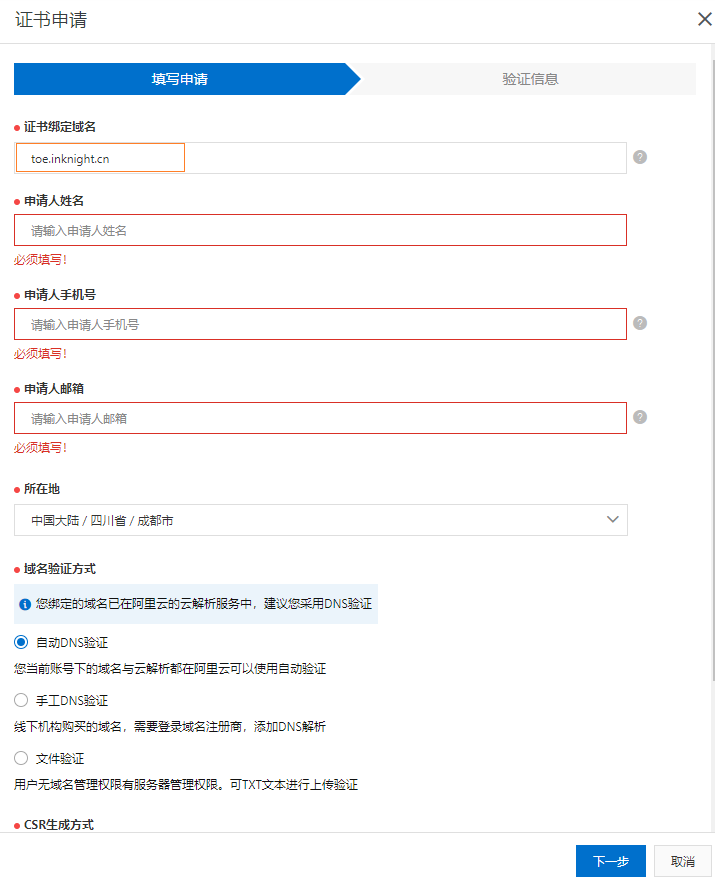 证书申请
填写申请
验证信息
证书绑定域名
toe.inknight.cn
申请人姓名
请输入申请人姓名
必须填写!
申请人手机号
请输入申请人手机号
必须填写!
申请人邮箱
请输入申请人邮箱
必须填写!
所在地
中国大陆 / 四川省 / 成都市
域名验证方式
您绑定的域名已在阿里云的云解析服务中，建议您采用DNS验证
自动DNS验证
您当前账号下的域名与云解析都在阿里云可以使用自动验证
手工DNS验证
线下机构购买的域名，需要登录域名注册商，添加DNS解析
文件验证
用户无域名管理权限有服务器管理权限。可TXT文本进行上传验证
CSR生成方式
下一步
取消